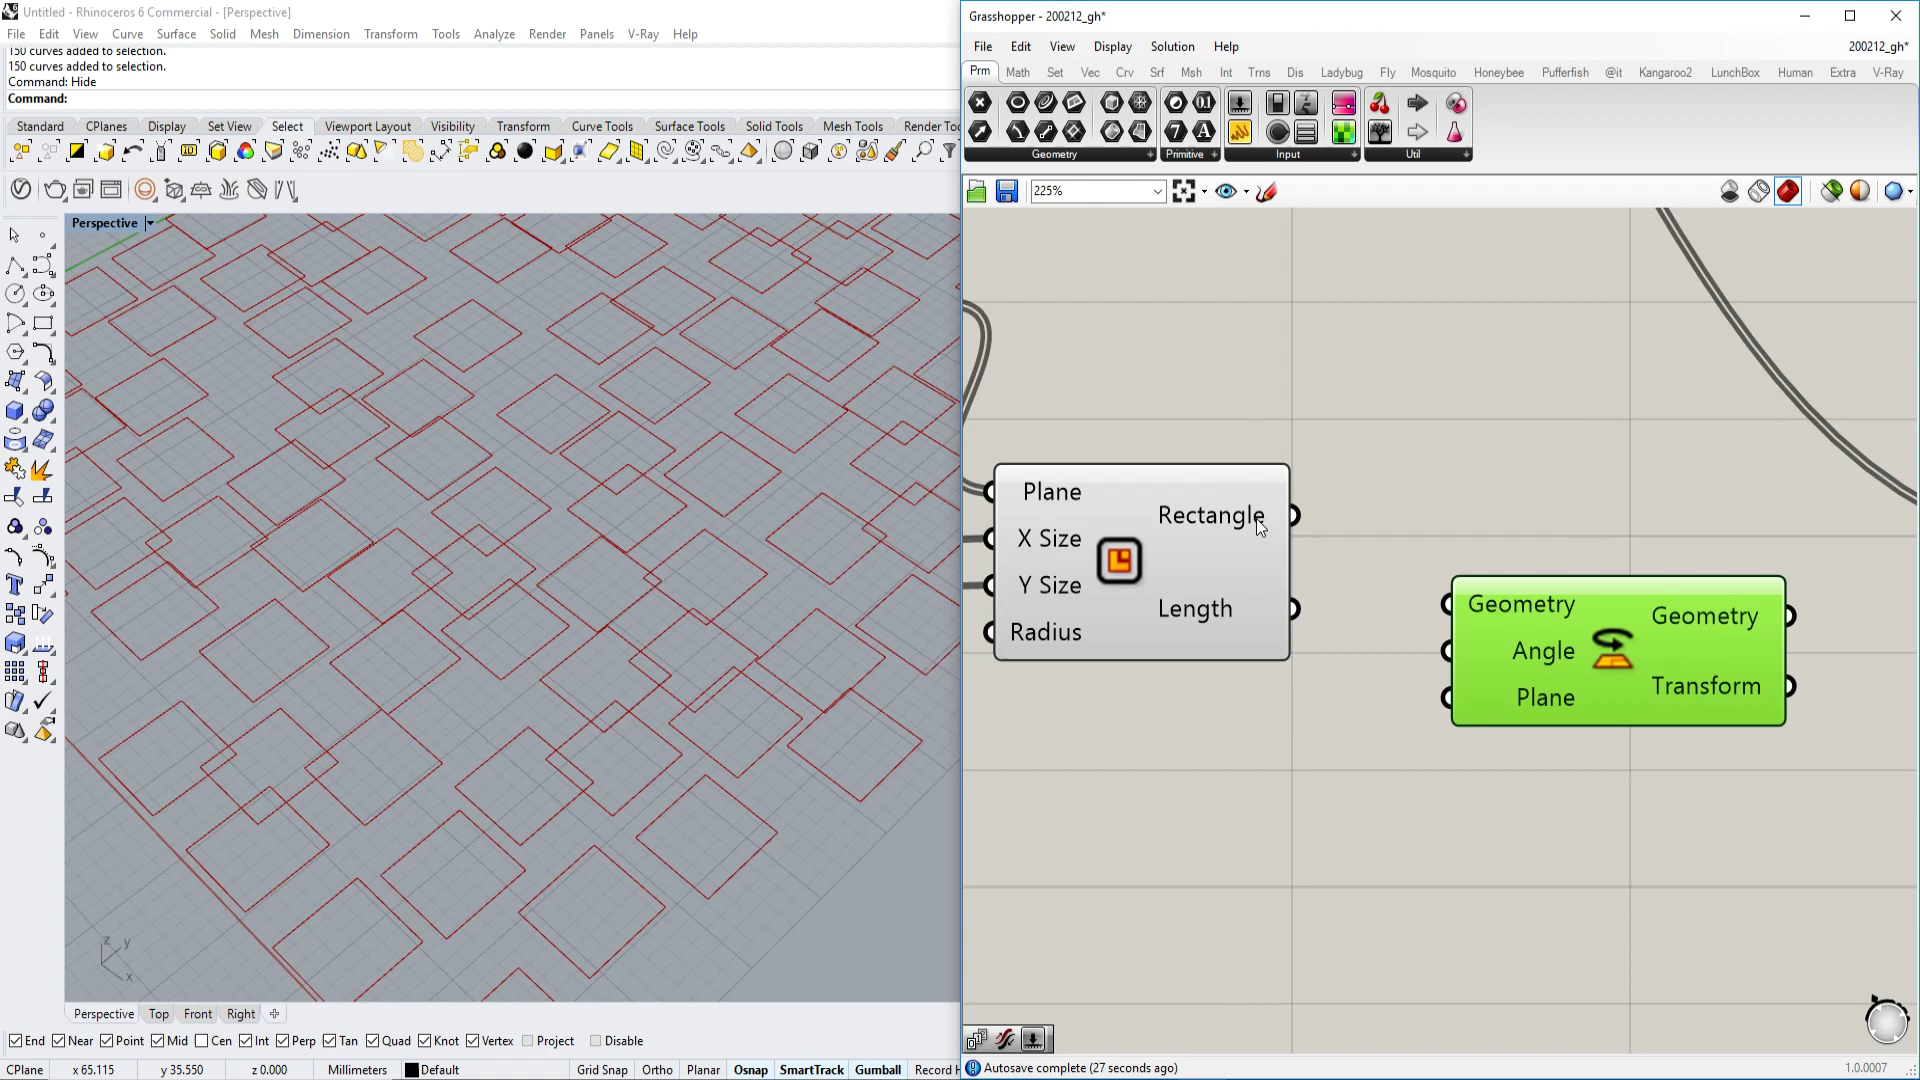 Untitled - Rhinoceros 6 Commercial - [Perspective]
File Edit View Curve Surface Solid Mesh Dimension Transform Tools Analyze Render Panels V-Ray Help
150 curves added to selection.
150 curves added to selection.
Command: Hide
Command:
Standard CPlanes Display Set View Select Viewport Layout Visibility Transform Curve Tools Surface Tools Solid Tools Mesh Tools Render Too
Perspective
z y
x
Perspective Top Front Right
End Near Point Mid Cen Int Perp Tan Quad Knot Vertex Project Disable
CPlane x 65.115 y 35.550 z 0.000 Millimeters Default Grid Snap Ortho Planar Osnap SmartTrack Gumball Record H
Grasshopper - 200212_gh*
File Edit View Display Solution Help 200212_gh*
Prm Math Set Vec Crv Srf Msh Int Trns Dis Ladybug Fly Mosquito Honeybee Pufferfish @it Kangaroo2 LunchBox Human Extra V-Ray
Geometry Primitive Input Util
225%
Plane
X Size
Y Size
Radius
Rectangle
Length
Geometry
Angle
Plane
Geometry
Transform
Autosave complete (27 seconds ago) 1.0.0007